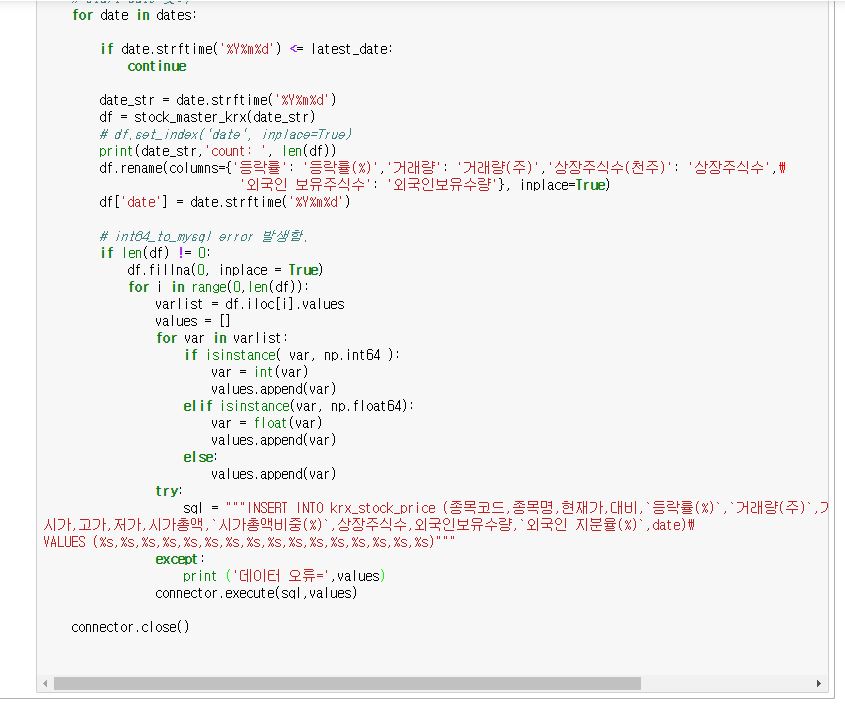 for date in dates:
if date.strftime('%Y%m%d') <= latest_date:
continue
date_str = date.strftime('%Y%m%d')
df = stock_master_krx(date_str)
# df.set_index('date', inplace=True)
print(date_str,'count: ', len(df))
df.rename(columns={'등락률': '등락률(%)','거래량': '거래량(주)','상장주식수(천주)': '상장주식수',\
'외국인 보유주식수': '외국인보유수량'}, inplace=True)
df['date'] = date.strftime('%Y%m%d')
# int64_to_mysql error 발생함.
if len(df) != 0:
df.fillna(0, inplace = True)
for i in range(0,len(df)):
varlist = df.iloc[i].values
values = []
for var in varlist:
if isinstance( var, np.int64 ):
var = int(var)
values.append(var)
elif isinstance(var, np.float64):
var = float(var)
values.append(var)
else:
values.append(var)
try:
sql = """INSERT INTO krx_stock_price (종목코드,종목명,현재가,대비,`등락률(%)`,`거래량(주)`,
시가,고가,저가,시가총액,`시가총액비중(%)`,상장주식수,외국인보유수량,`외국인 지분율(%)`,date)\
VALUES (%s,%s,%s,%s,%s,%s,%s,%s,%s,%s,%s,%s,%s,%s,%s,%s)"""
except:
print ('데이터 오류=',values)
connector.execute(sql,values)
connector.close()